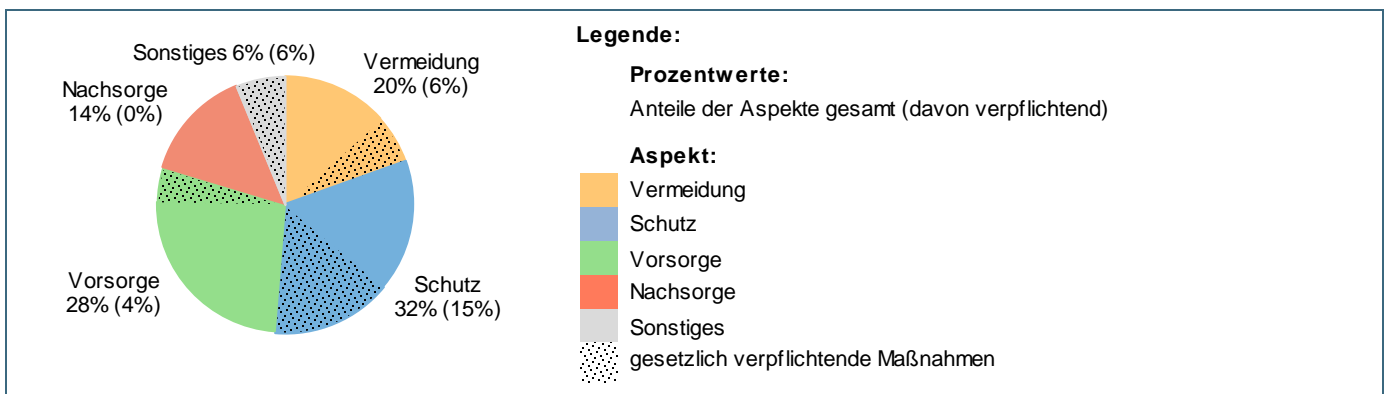 Sonstiges 6% (6%)
Vermeidung
20% (6%)
Nachsorge
14% (0%)
Vorsorge
28% (4%)
Schutz
32% (15%)
Legende:
Prozentwerte:
Anteile der Aspekte gesamt (davon verpflichtend)
Aspekt:
Vermeidung
Schutz
Vorsorge
Nachsorge
Sonstiges
gesetzlich verpflichtende Maßnahmen